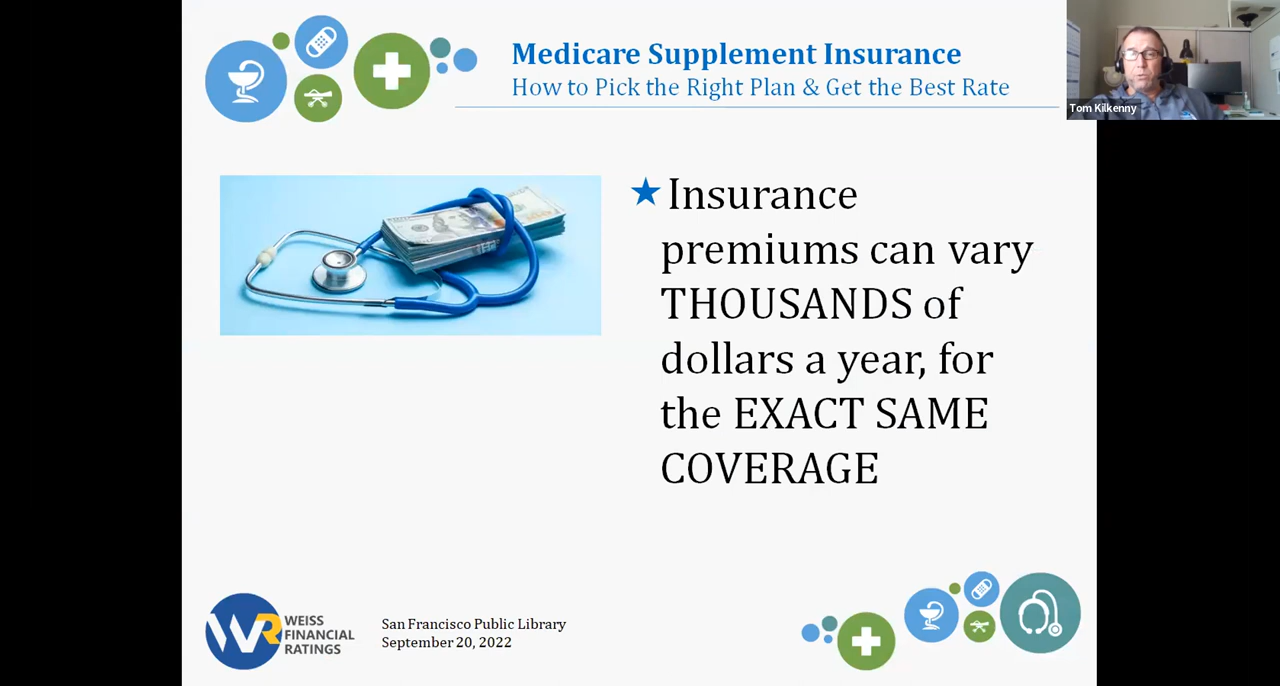 Medicare Supplement Insurance
How to Pick the Right Plan & Get the Best Rate
Tom Kilkenny
★ Insurance
premiums can vary
THOUSANDS of
dollars a year, for
the EXACT SAME
COVERAGE
WR
WEISS
FINANCIAL
RATINGS
San Francisco Public Library
September 20, 2022